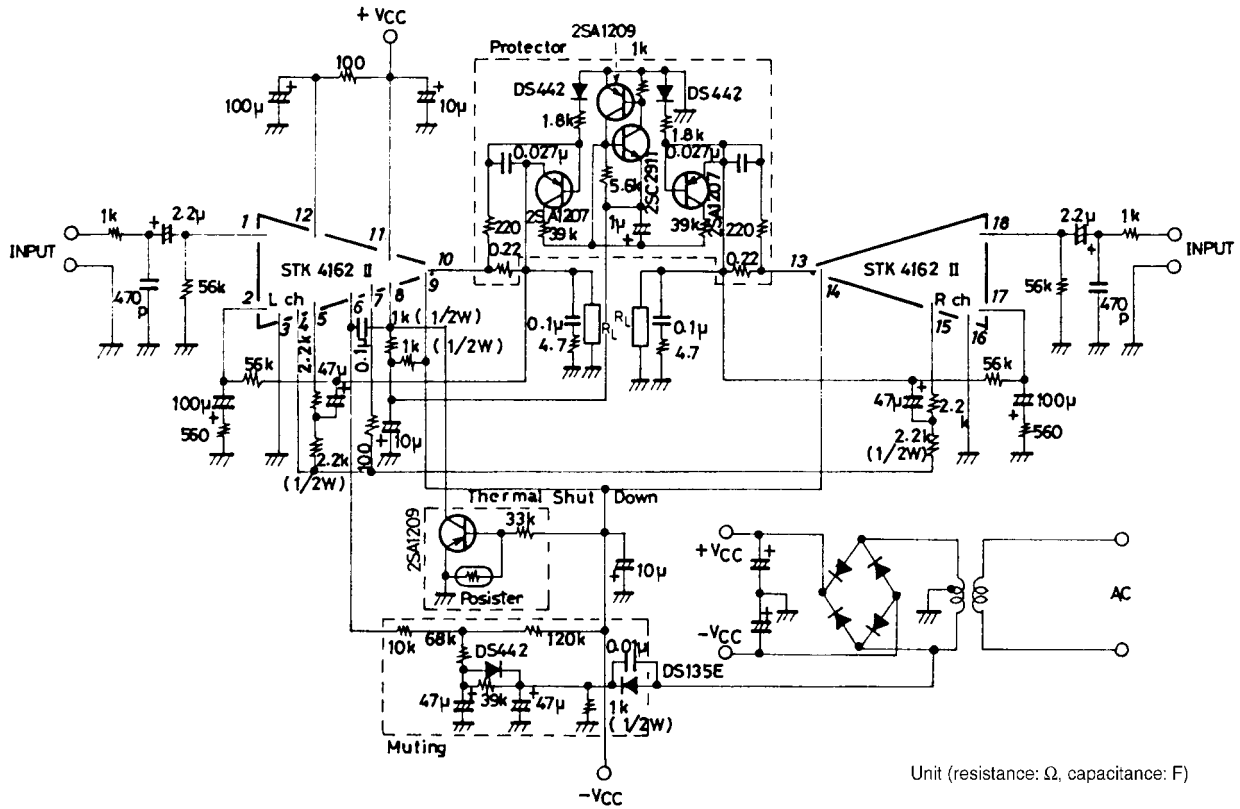 + VCC
100
100μ
10μ
Protector
2SA1209
1k
DS442
DS442
1.8k
1.8k
0.027μ
0.027μ
2SC2911
5.6k
2SA1207
2SA1207
1μ
39k
39k
220
220
0.22
0.22
INPUT
1k
2.2μ
470p
56k
1
12
11
10
9
2
3
4
5
6
7
8
STK 4162 II
L ch
13
14
18
17
15
16
STK 4162 II
R ch
2.2μ
1k
INPUT
56k
470p
1k (1/2W)
1k (1/2W)
0.1μ
2.2k
47μ
56k
100μ
560
2.2k
(1/2W)
100
10μ
0.1μ
4.7
RL
RL
0.1μ
4.7
56k
47μ
2.2k
2.2k
(1/2W)
100μ
560
Thermal Shut Down
2SA1209
33k
Posister
10μ
+VCC
-VCC
AC
10k
68k
120k
DS442
0.01μ
DS135E
47μ
39k
47μ
1k
(1/2W)
Muting
-VCC
Unit (resistance: Ω, capacitance: F)